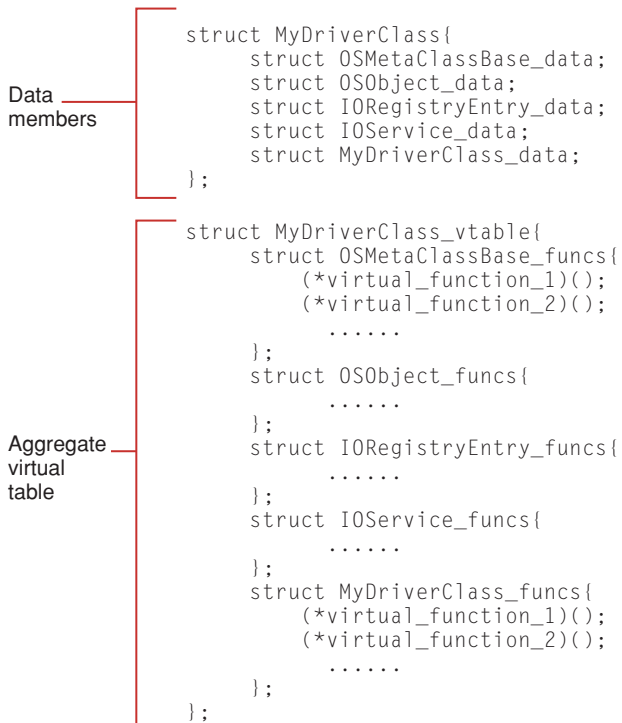 Data
members
struct MyDriverClass{
struct OSMetaClassBase_data;
struct OSObject_data;
struct IORegistryEntry_data;
struct IOService_data;
struct MyDriverClass_data;
};
Aggregate
virtual
table
struct MyDriverClass_vtable{
struct OSMetaClassBase_funcs{
(*virtual_function_1)();
(*virtual_function_2)();
......
};
struct OSObject_funcs{
......
};
struct IORegistryEntry_funcs{
......
};
struct IOService_funcs{
......
};
struct MyDriverClass_funcs{
(*virtual_function_1)();
(*virtual_function_2)();
......
};
};